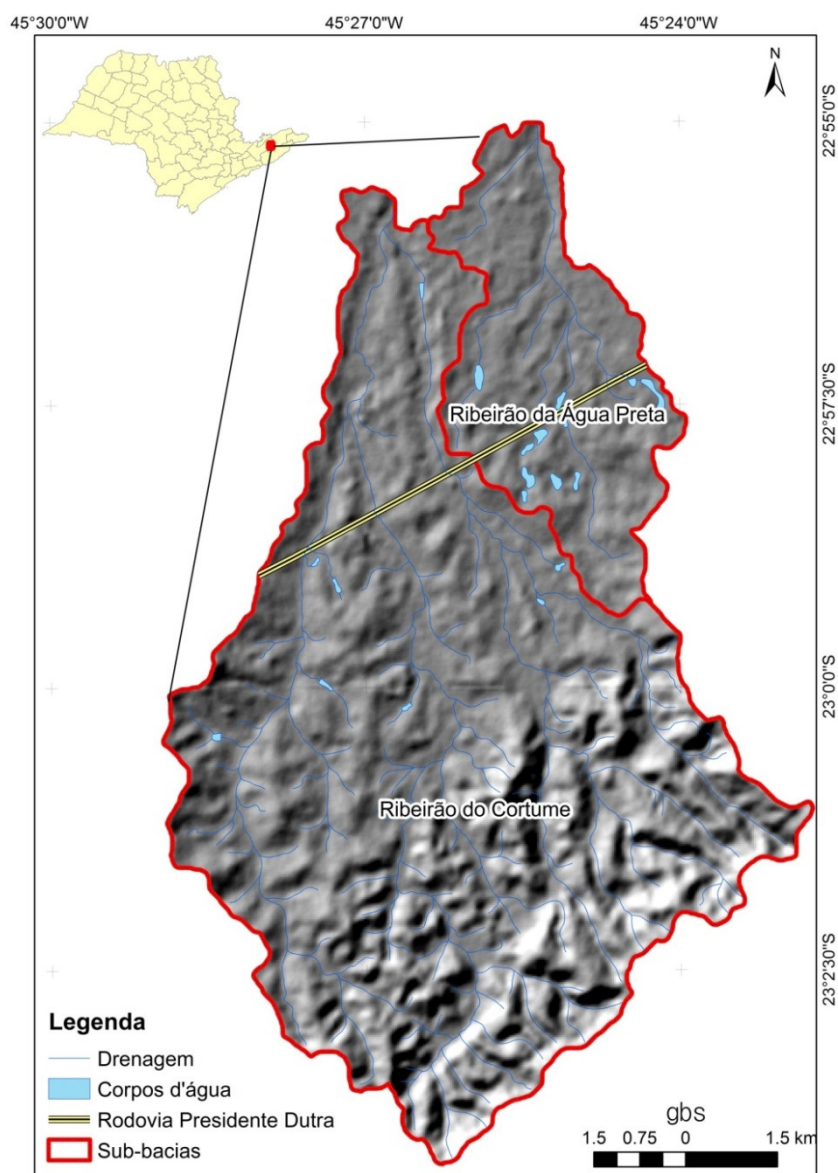 45°30'0"W 45°27'0"W 45°24'0"W
N
22°55'0"S
22°57'30"S
Ribeirão da Água Preta
23°0'0"S
Ribeirão do Cortume
23°2'30"S
Legenda
Drenagem
Corpos d'água
Rodovia Presidente Dutra
Sub-bacias
gbs
1.5 0.75 0 1.5 km